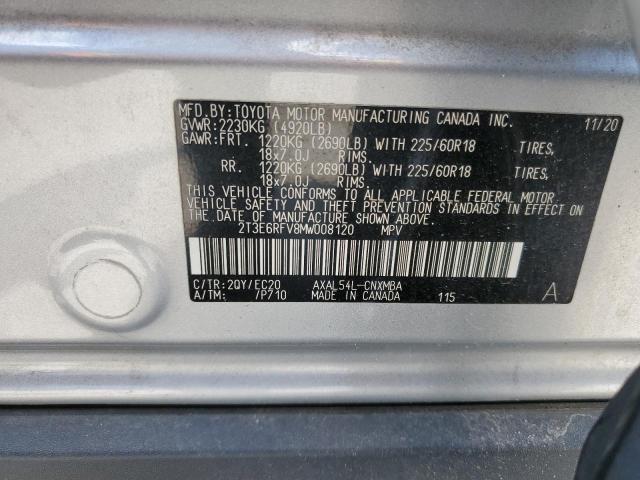 MFD.BY:TOYOTA MOTOR MANUFACTURING CANADA INC. 11/20
GVWR:2230KG (4920LB)
GAWR:FRT. 1220KG (2690LB) WITH 225/60R18 TIRES,
18x7.0J RIMS.
RR. 1220KG (2690LB) WITH 225/60R18 TIRES,
18x7.0J RIMS.
THIS VEHICLE CONFORMS TO ALL APPLICABLE FEDERAL MOTOR
VEHICLE SAFETY AND THEFT PREVENTION STANDARDS IN EFFECT ON
THE DATE OF MANUFACTURE SHOWN ABOVE.
2T3E6RFV8MW008120 MPV
C/TR:2QY/EC20 AXAL54L-CNXMBA
A/TM: /P710 MADE IN CANADA 115 A